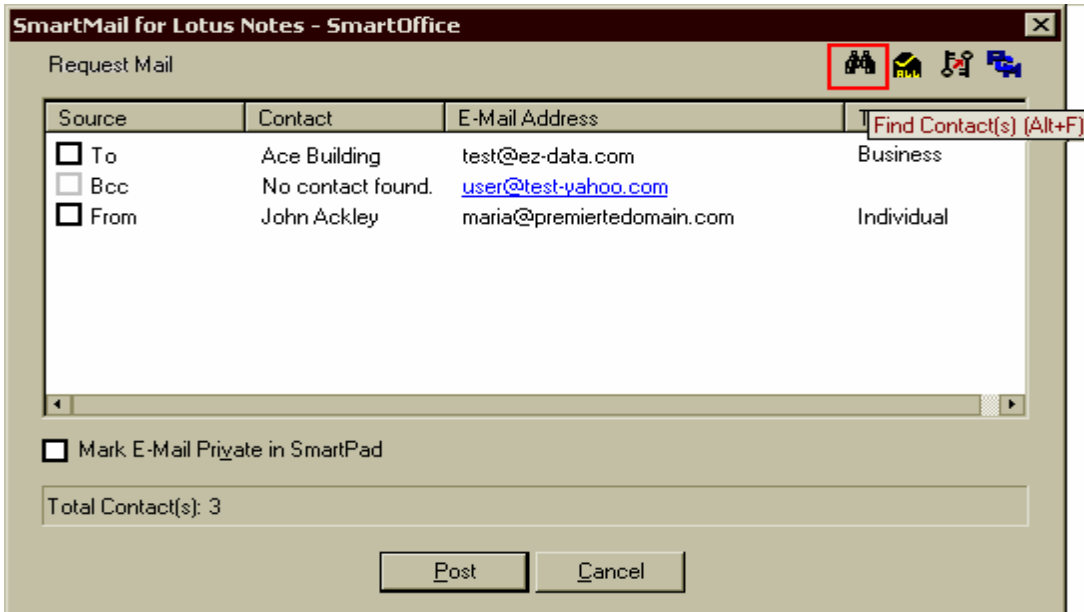 SmartMail for Lotus Notes - SmartOffice
Request Mail
Source Contact E-Mail Address T
Find Contact(s) (Alt+F)
To Ace Building test@ez-data.com Business
Bcc No contact found. user@test-yahoo.com
From John Ackley maria@premiertedomain.com Individual
Mark E-Mail Private in SmartPad
Total Contact(s): 3
Post Cancel